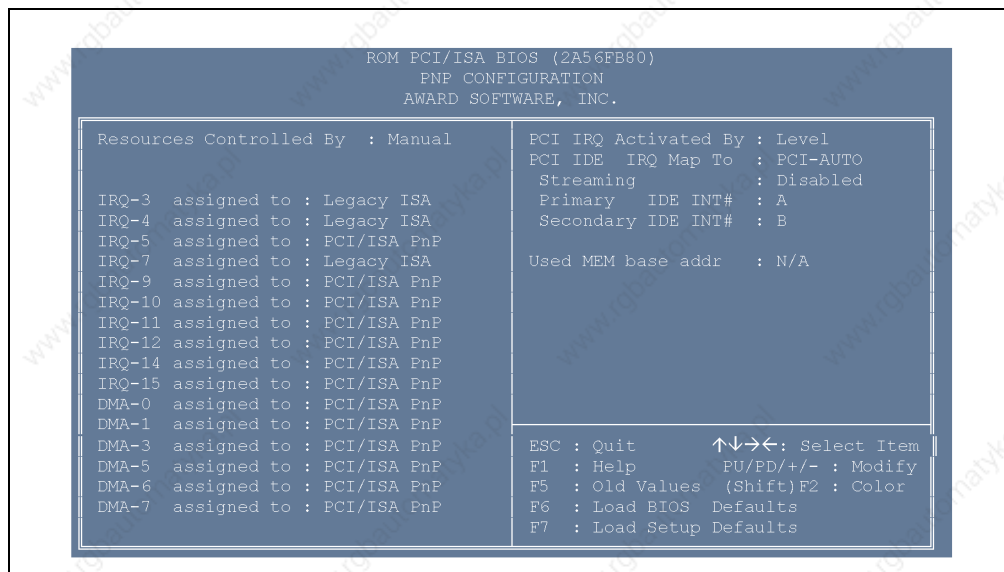 ROM PCI/ISA BIOS (2A56FB80)
PNP CONFIGURATION
AWARD SOFTWARE, INC.
Resources Controlled By : Manual
IRQ-3 assigned to : Legacy ISA
IRQ-4 assigned to : Legacy ISA
IRQ-5 assigned to : PCI/ISA PnP
IRQ-7 assigned to : Legacy ISA
IRQ-9 assigned to : PCI/ISA PnP
IRQ-10 assigned to : PCI/ISA PnP
IRQ-11 assigned to : PCI/ISA PnP
IRQ-12 assigned to : PCI/ISA PnP
IRQ-14 assigned to : PCI/ISA PnP
IRQ-15 assigned to : PCI/ISA PnP
DMA-0 assigned to : PCI/ISA PnP
DMA-1 assigned to : PCI/ISA PnP
DMA-3 assigned to : PCI/ISA PnP
DMA-5 assigned to : PCI/ISA PnP
DMA-6 assigned to : PCI/ISA PnP
DMA-7 assigned to : PCI/ISA PnP
PCI IRQ Activated By : Level
PCI IDE IRQ Map To : PCI-AUTO
Streaming : Disabled
Primary IDE INT# : A
Secondary IDE INT# : B
Used MEM base addr : N/A
ESC : Quit ↑↓→←: Select Item
F1 : Help PU/PD/+/- : Modify
F5 : Old Values (Shift)F2 : Color
F6 : Load BIOS Defaults
F7 : Load Setup Defaults